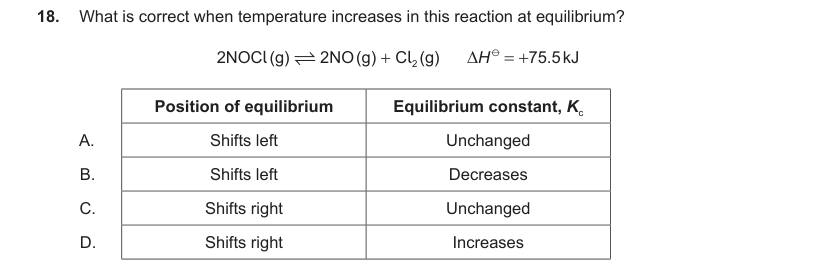 18. What is correct when temperature increases in this reaction at equilibrium?
2NOCl (g) ⇌ 2NO (g) + Cl₂ (g) ΔH⊖ = +75.5 kJ
Position of equilibrium Equilibrium constant, Kc
A. Shifts left Unchanged
B. Shifts left Decreases
C. Shifts right Unchanged
D. Shifts right Increases